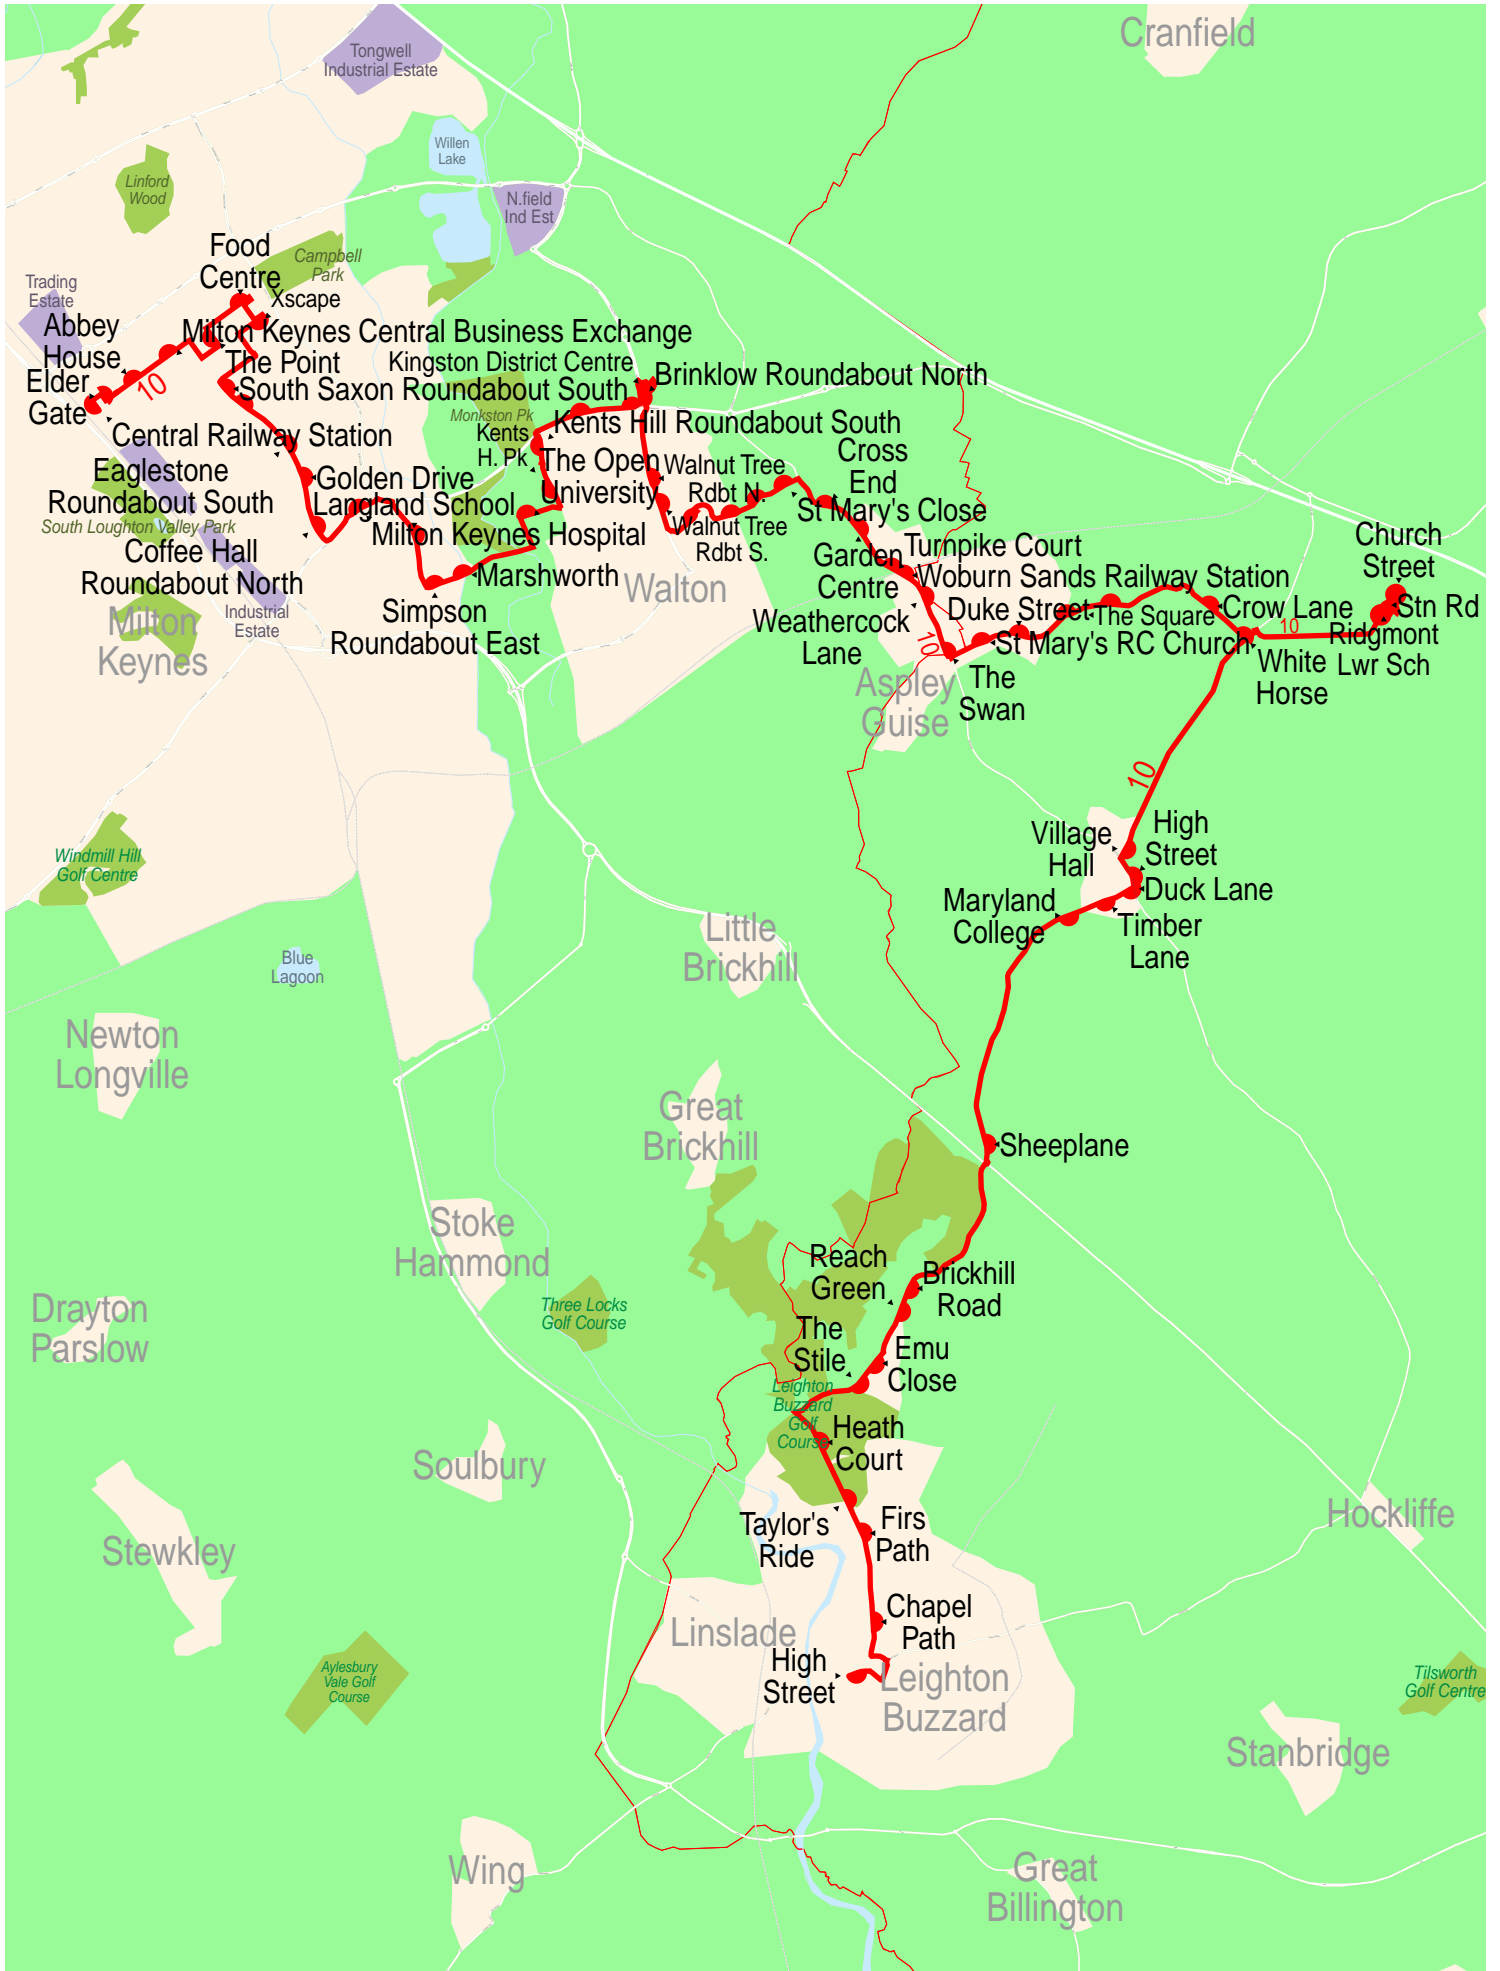 Cranfield
Tongwell
Industrial Estate
Willen
Lake
Linford
Wood
N.field
Ind Est
Food
Centre
Campbell
Park
Trading
Estate
Xscape
Abbey
House
Milton Keynes Central Business Exchange
The Point
Kingston District Centre
Elder
Gate
10
South Saxon Roundabout South
Brinklow Roundabout North
Monkston Pk
Kents
H. Pk
Kents Hill Roundabout South
Central Railway Station
Cross
End
Eaglestone
Roundabout South
Golden Drive
The Open
University
Walnut Tree
Rdbt N.
Langland School
St Mary's Close
South Loughton Valley Park
Milton Keynes Hospital
Walnut Tree
Rdbt S.
Coffee Hall
Roundabout North
Garden
Centre
Turnpike Court
Church
Street
Marshworth
Walton
Woburn Sands Railway Station
Industrial
Estate
Simpson
Roundabout East
Milton
Keynes
Weathercock
Lane
Duke Street
The Square
Crow Lane
Stn Rd
10
St Mary's RC Church
10
Ridgmont
Lwr Sch
White
Horse
The
Swan
Aspley
Guise
10
Village
Hall
High
Street
Windmill Hill
Golf Centre
Duck Lane
Maryland
College
Timber
Lane
Little
Brickhill
Blue
Lagoon
Newton
Longville
Great
Brickhill
Sheeplane
Stoke
Hammond
Reach
Green
Brickhill
Road
Three Locks
Golf Course
Drayton
Parslow
The
Stile
Emu
Close
Leighton
Buzzard
Golf
Course
Heath
Court
Soulbury
Hockliffe
Taylor's
Ride
Firs
Path
Stewkley
Chapel
Path
Linslade
High
Street
Leighton
Buzzard
Aylesbury
Vale Golf
Course
Tilsworth
Golf Centre
Stanbridge
Wing
Great
Billington